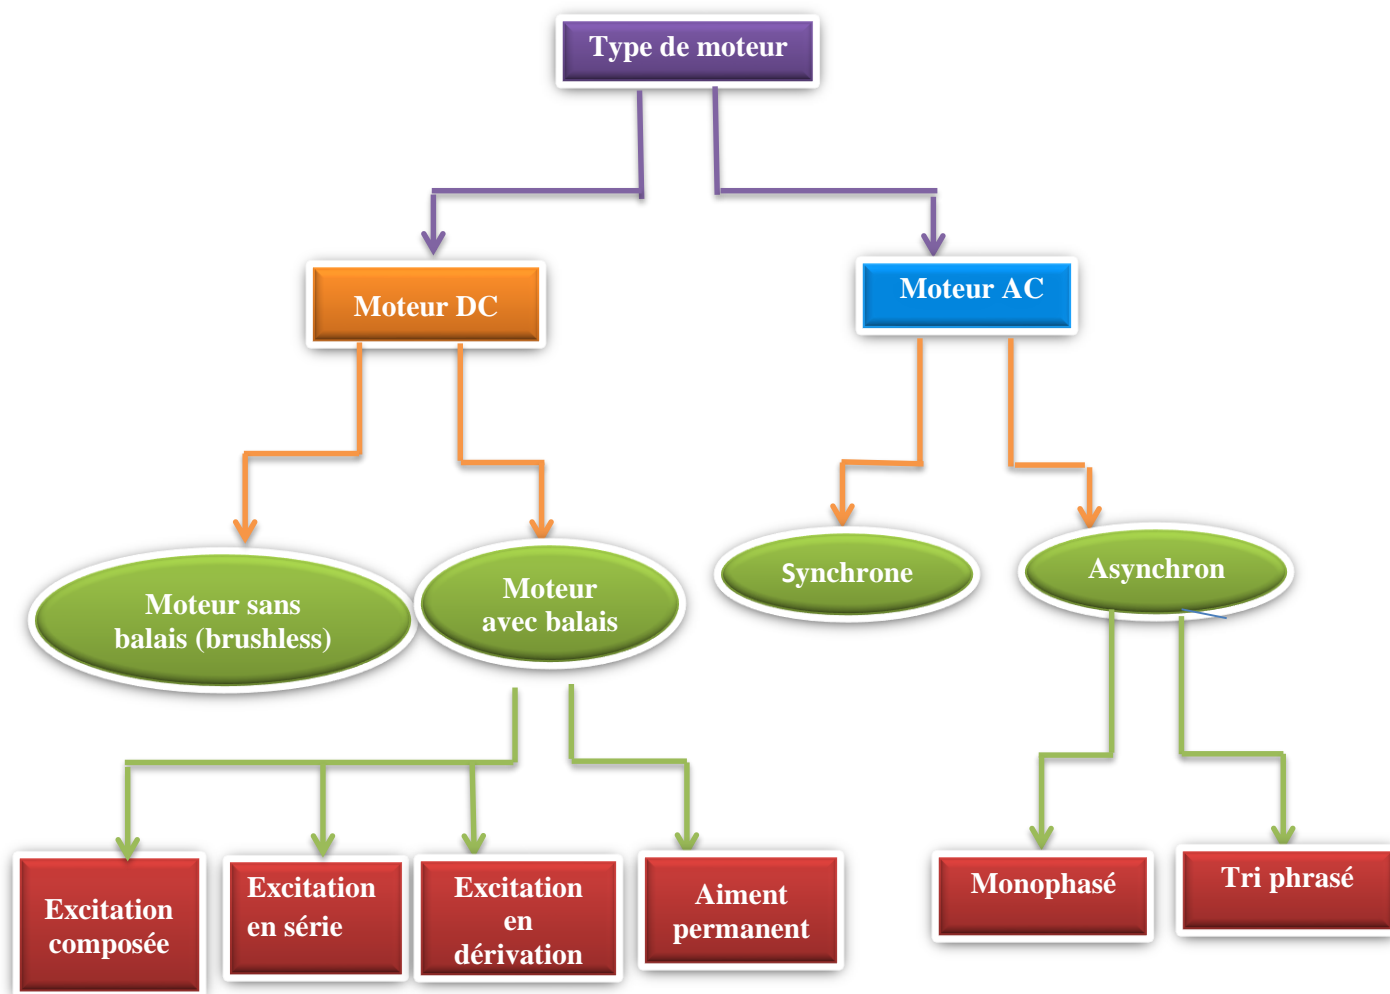 Type de moteur
Moteur DC
Moteur AC
Moteur sans
balais (brushless)
Moteur
avec balais
Synchrone
Asynchron
Excitation
composée
Excitation
en série
Excitation
en
dérivation
Aiment
permanent
Monophasé
Tri phrasé